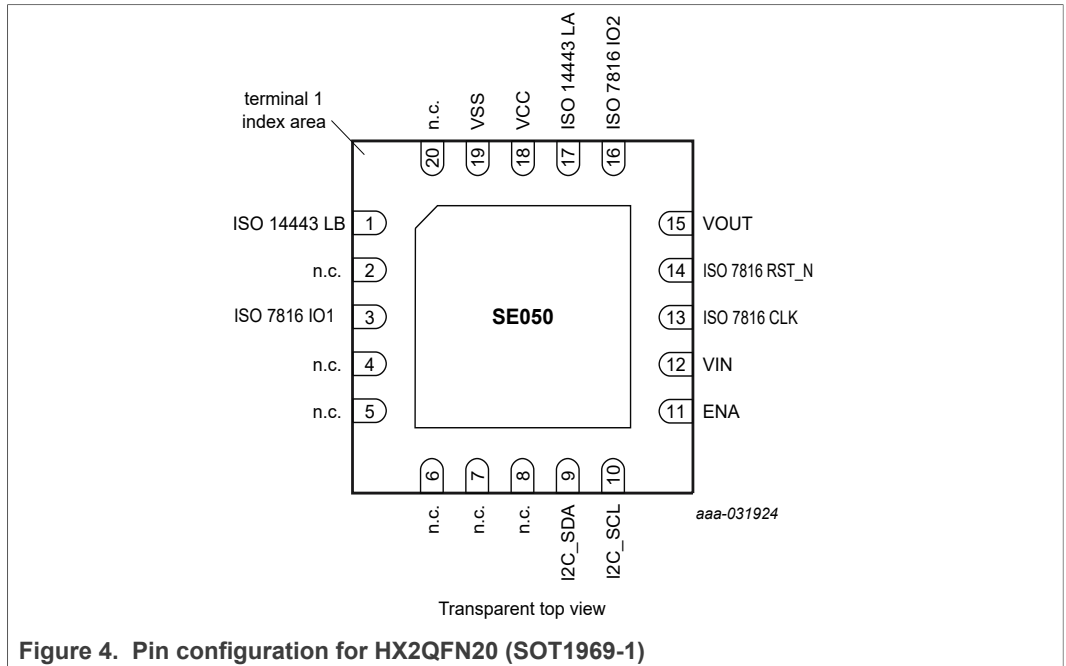 terminal 1
index area
n.c.
VSS
VCC
ISO 14443 LA
ISO 7816 IO2
20
19
18
17
16
ISO 14443 LB
1
n.c.
2
ISO 7816 IO1
3
n.c.
4
n.c.
5
SE050
15
VOUT
14
ISO 7816 RST_N
13
ISO 7816 CLK
12
VIN
11
ENA
6
7
8
9
10
n.c.
n.c.
n.c.
I2C_SDA
I2C_SCL
aaa-031924
Transparent top view
Figure 4. Pin configuration for HX2QFN20 (SOT1969-1)